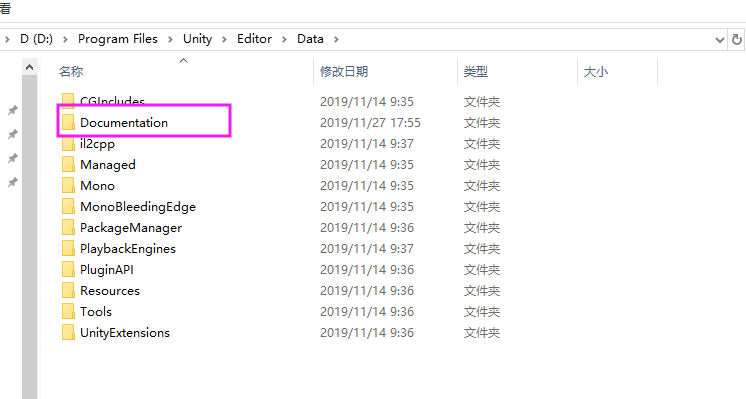 看
D (D:) Program Files Unity Editor Data
名称 修改日期 类型 大小
CGIncludes 2019/11/14 9:35 文件夹
Documentation 2019/11/27 17:55 文件夹
il2cpp 2019/11/14 9:37 文件夹
Managed 2019/11/14 9:35 文件夹
Mono 2019/11/14 9:35 文件夹
MonoBleedingEdge 2019/11/14 9:35 文件夹
PackageManager 2019/11/14 9:36 文件夹
PlaybackEngines 2019/11/14 9:37 文件夹
PluginAPI 2019/11/14 9:36 文件夹
Resources 2019/11/14 9:36 文件夹
Tools 2019/11/14 9:36 文件夹
UnityExtensions 2019/11/14 9:36 文件夹